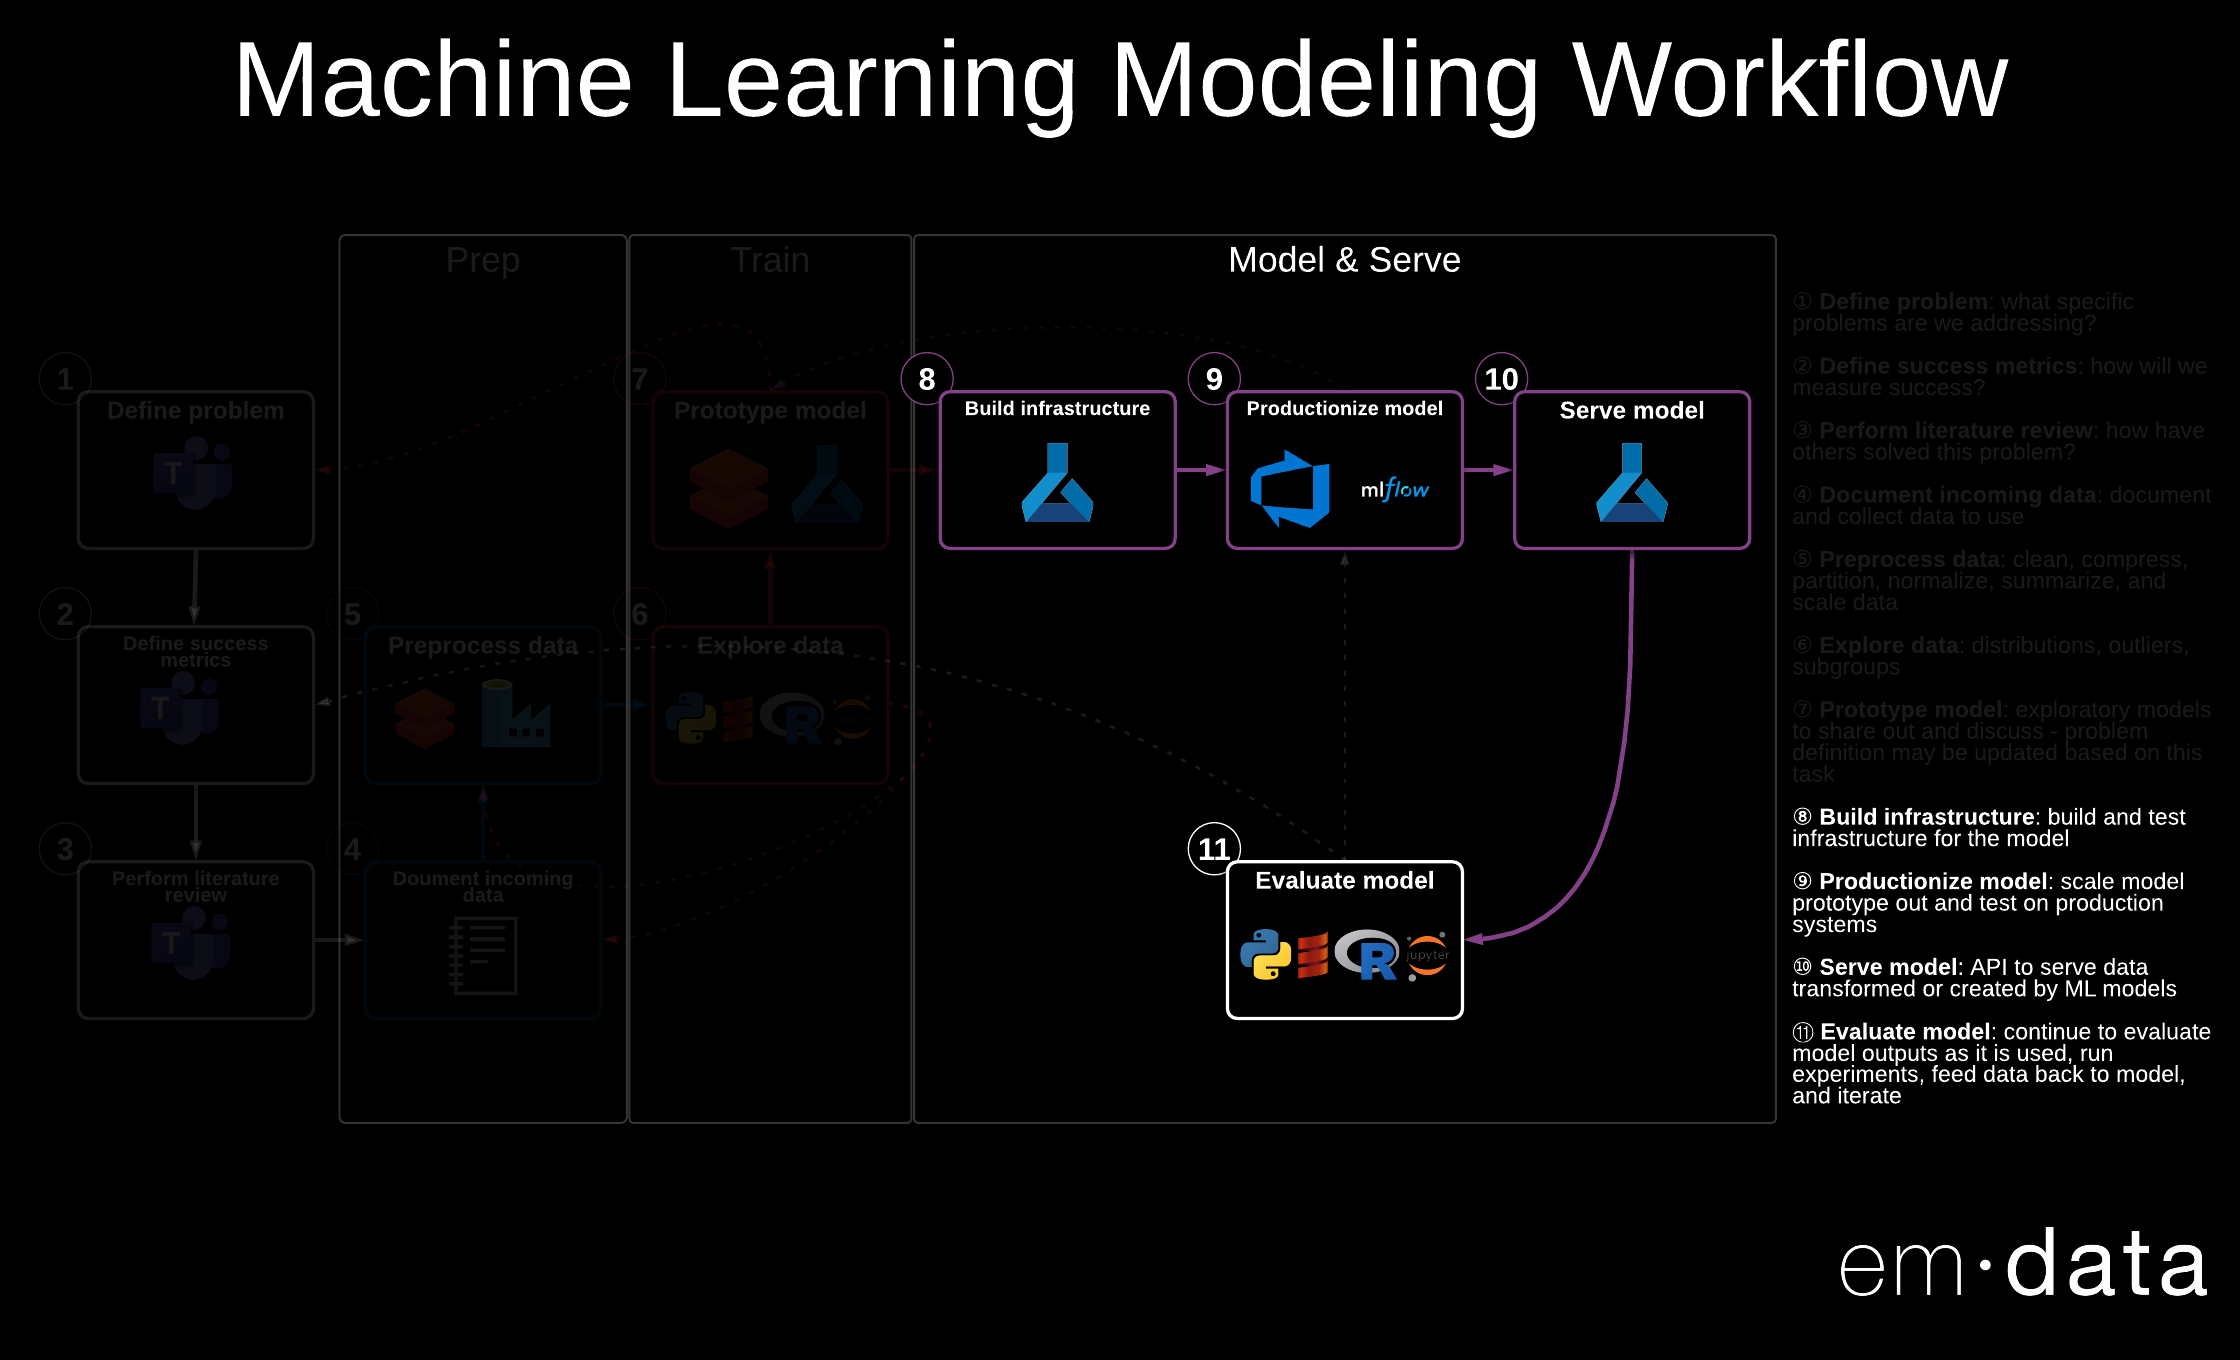 Machine Learning Modeling Workflow
Prep
Train
Model & Serve
1
Define problem
T
2
Define success
metrics
T
3
Perform literature
review
T
4
Document incoming
data
5
Preprocess data
6
Explore data
R
jupyter
7
Prototype model
8
Build infrastructure
9
Productionize model
mlflow
10
Serve model
11
Evaluate model
R
jupyter
① Define problem: what specific
problems are we addressing?
② Define success metrics: how will we
measure success?
③ Perform literature review: how have
others solved this problem?
④ Document incoming data: document
and collect data to use
⑤ Preprocess data: clean, compress,
partition, normalize, summarize, and
scale data
⑥ Explore data: distributions, outliers,
subgroups
⑦ Prototype model: exploratory models
to share out and discuss - problem
definition may be updated based on this
task
⑧ Build infrastructure: build and test
infrastructure for the model
⑨ Productionize model: scale model
prototype out and test on production
systems
⑩ Serve model: API to serve data
transformed or created by ML models
⑪ Evaluate model: continue to evaluate
model outputs as it is used, run
experiments, feed data back to model,
and iterate
em·data